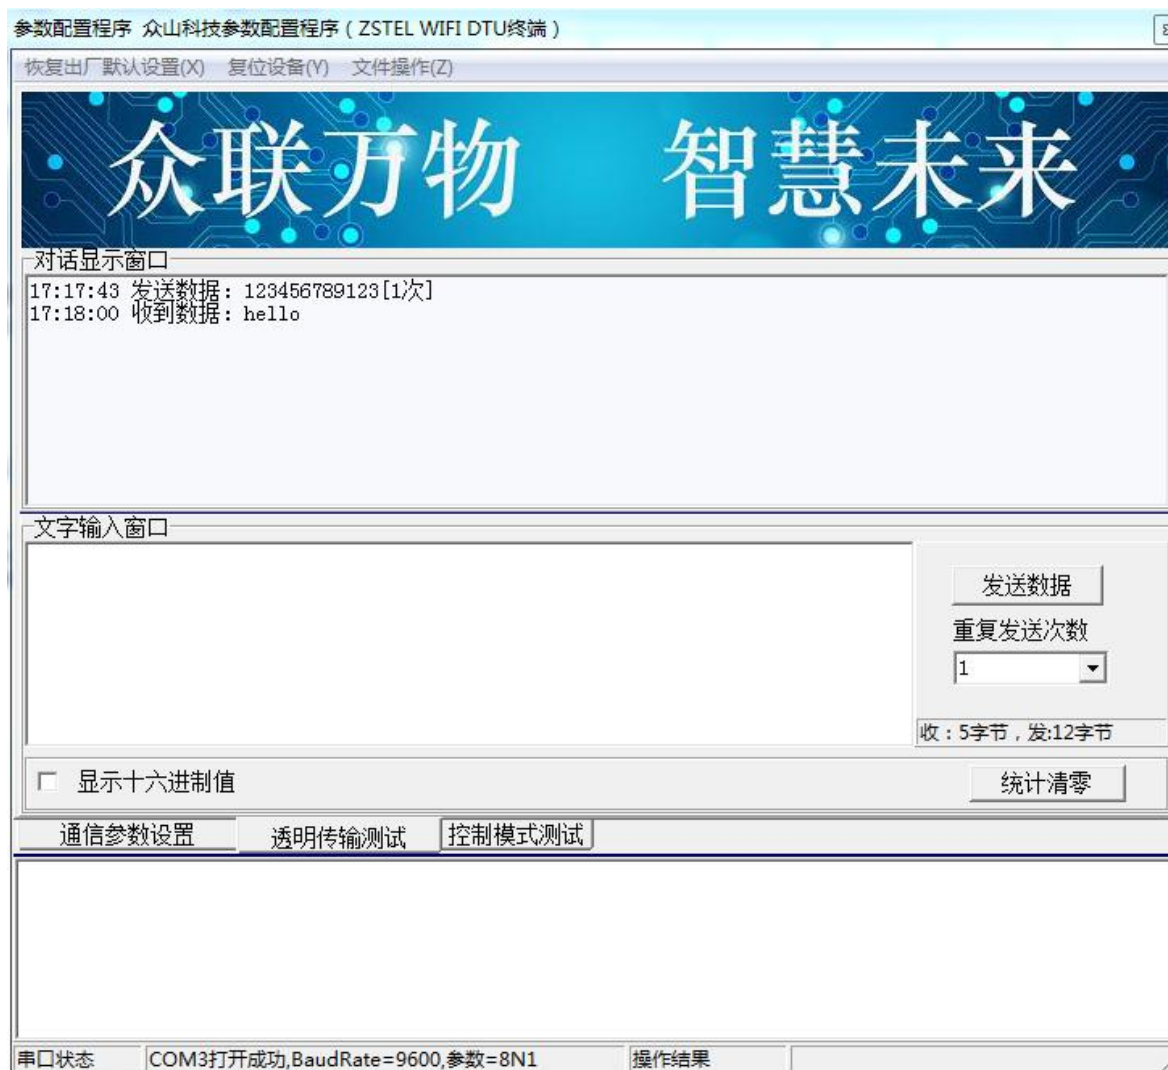 参数配置程序 众山科技参数配置程序（ZSTEL WIFI DTU终端）
恢复出厂默认设置(X) 复位设备(Y) 文件操作(Z)
众联万物 智慧未来
对话显示窗口
17:17:43 发送数据：123456789123[1次]
17:18:00 收到数据：hello
文字输入窗口
发送数据
重复发送次数
1
收：5字节，发:12字节
显示十六进制值 统计清零
通信参数设置 透明传输测试 控制模式测试
串口状态 COM3打开成功,BaudRate=9600,参数=8N1 操作结果